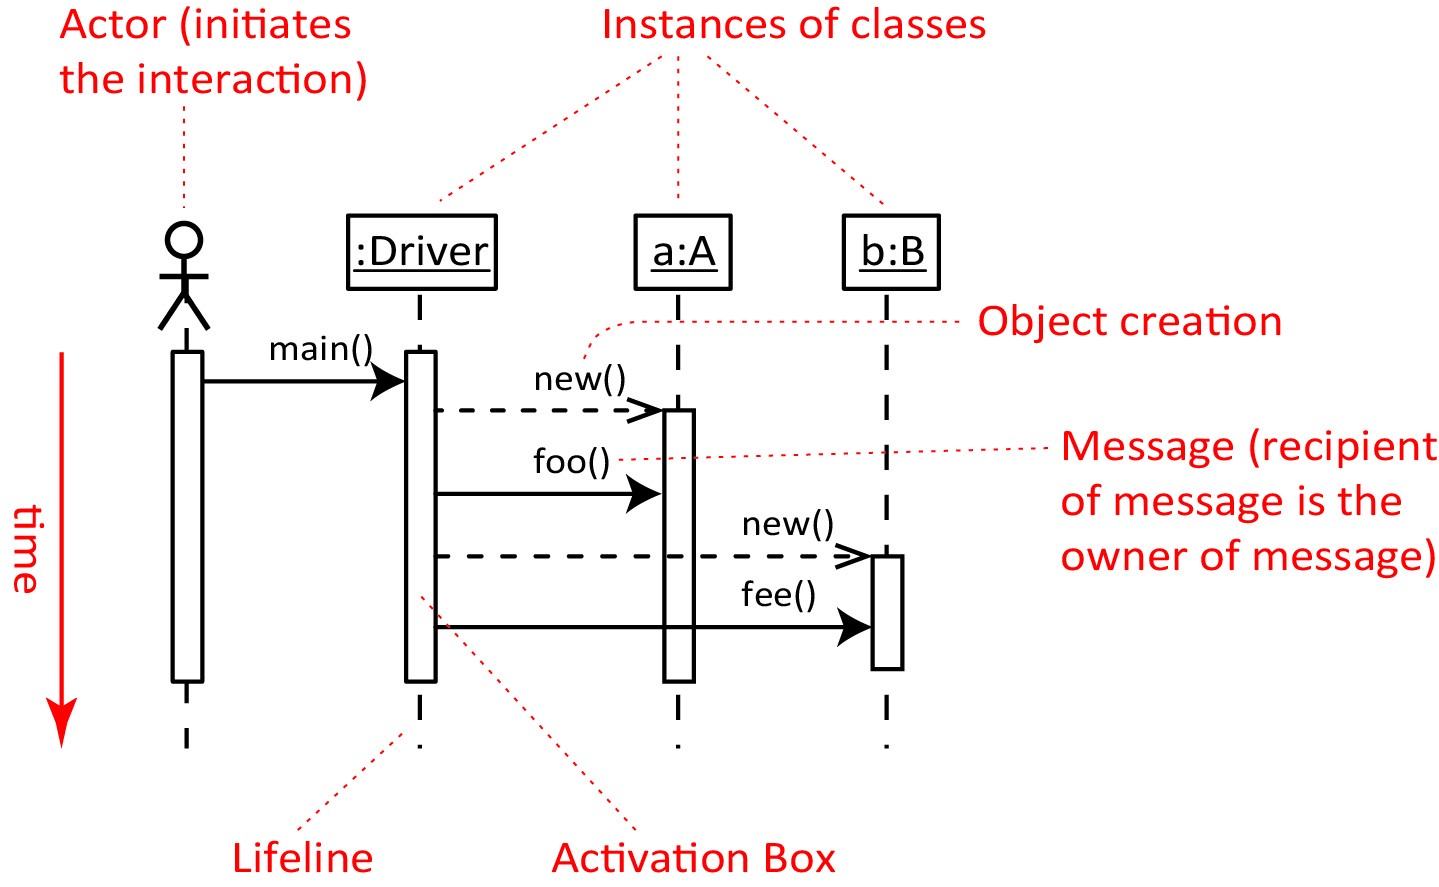 Actor (initiates
the interaction)
Instances of classes
:Driver
a:A
b:B
Object creation
main()
new()
foo()
Message (recipient
of message is the
owner of message)
new()
fee()
time
Lifeline
Activation Box